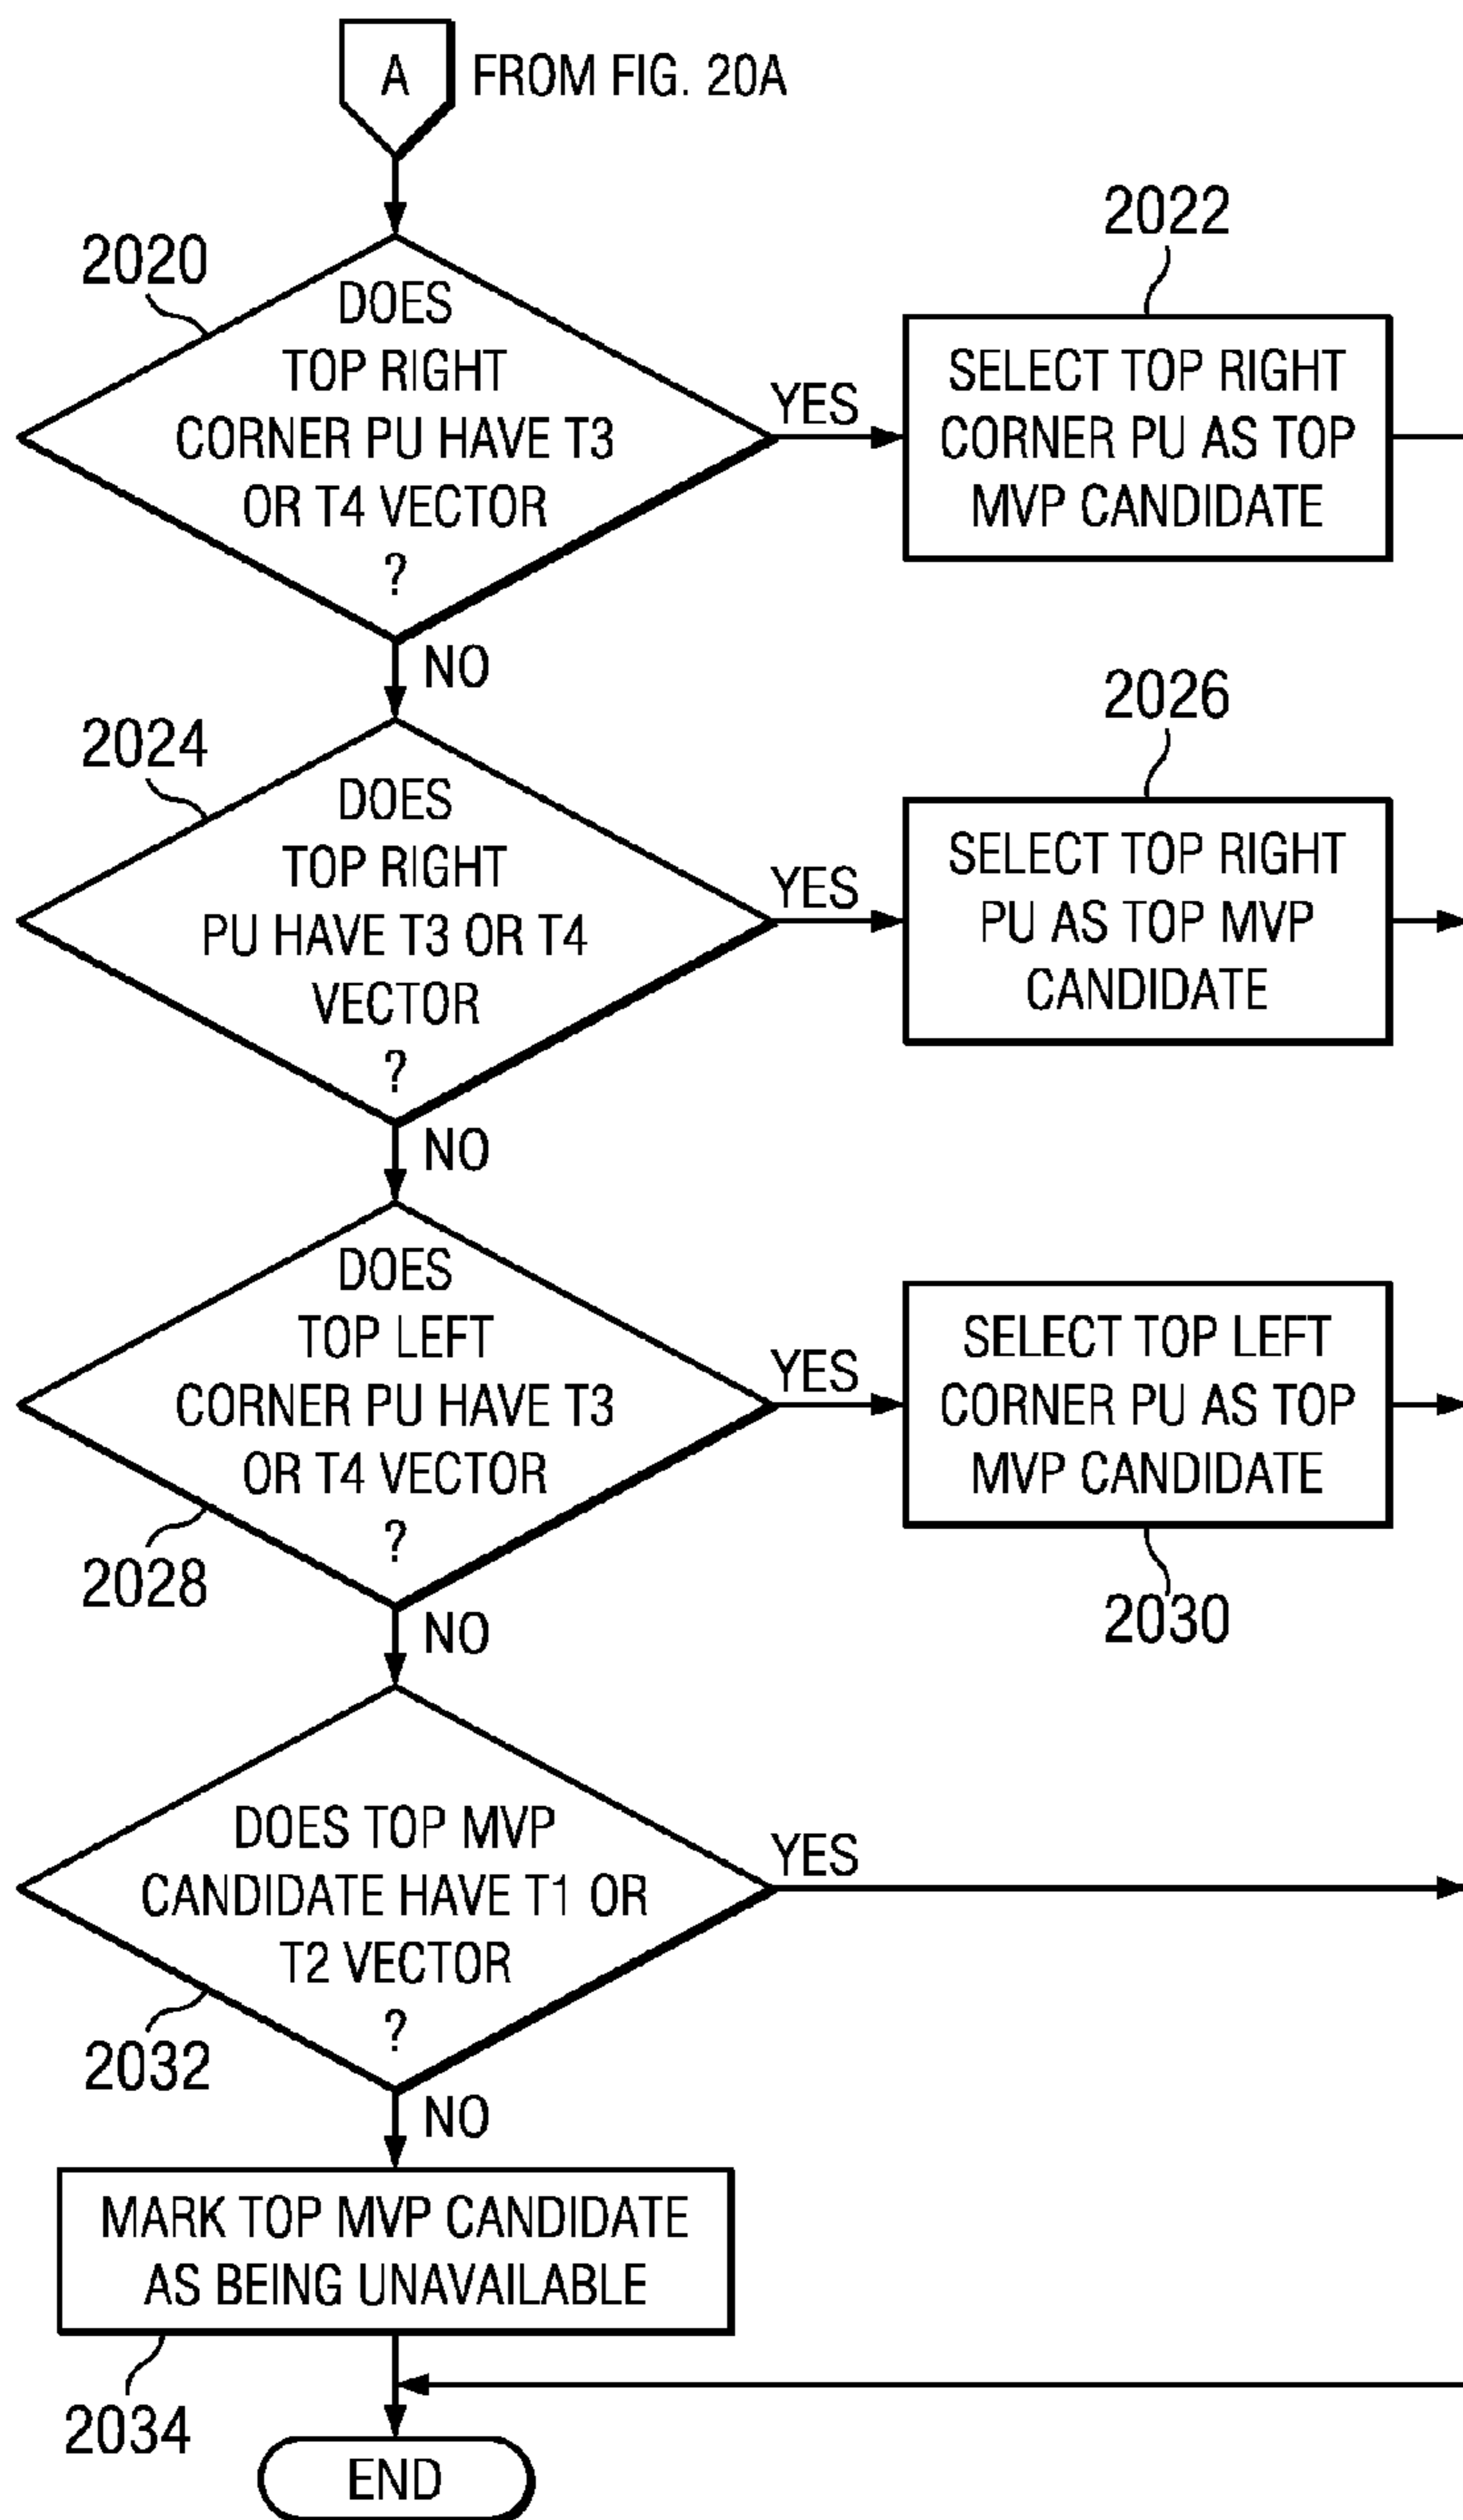 A FROM FIG. 20A
2020
DOES
TOP RIGHT
CORNER PU HAVE T3
OR T4 VECTOR
?
YES
2022
SELECT TOP RIGHT
CORNER PU AS TOP
MVP CANDIDATE
NO
2024
DOES
TOP RIGHT
PU HAVE T3 OR T4
VECTOR
?
YES
2026
SELECT TOP RIGHT
PU AS TOP MVP
CANDIDATE
NO
DOES
TOP LEFT
CORNER PU HAVE T3
OR T4 VECTOR
?
2028
YES
SELECT TOP LEFT
CORNER PU AS TOP
MVP CANDIDATE
2030
NO
DOES TOP MVP
CANDIDATE HAVE T1 OR
T2 VECTOR
?
2032
YES
NO
MARK TOP MVP CANDIDATE
AS BEING UNAVAILABLE
2034
END